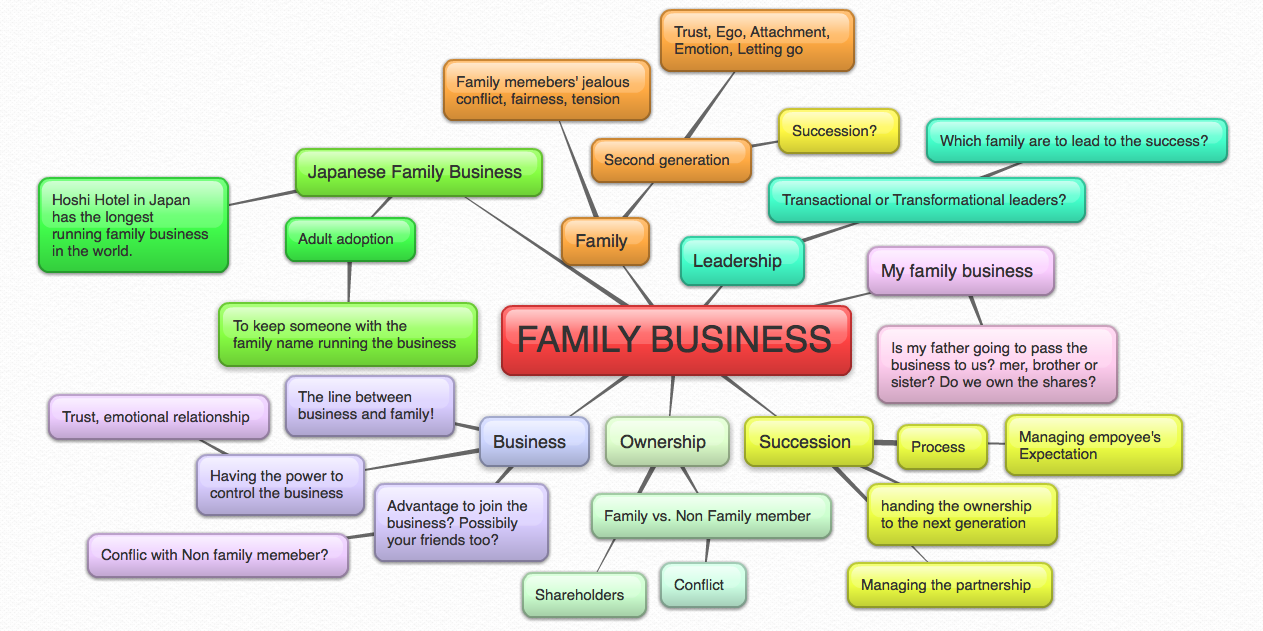 Trust, Ego, Attachment,
Emotion, Letting go
Family memebers' jealous
conflict, fairness, tension
Succession?
Second generation
Which family are to lead to the success?
Japanese Family Business
Hoshi Hotel in Japan
has the longest
running family business
in the world.
Transactional or Transformational leaders?
Adult adoption
Family
Leadership
My family business
To keep someone with the
family name running the business
FAMILY BUSINESS
Is my father going to pass the
business to us? mer, brother or
sister? Do we own the shares?
The line between
business and family!
Trust, emotional relationship
Business
Ownership
Succession
Process
Managing empoyee's
Expectation
Having the power to
control the business
Advantage to join the
business? Possibily
your friends too?
Family vs. Non Family member
handing the ownership
to the next generation
Conflic with Non family memeber?
Shareholders
Conflict
Managing the partnership